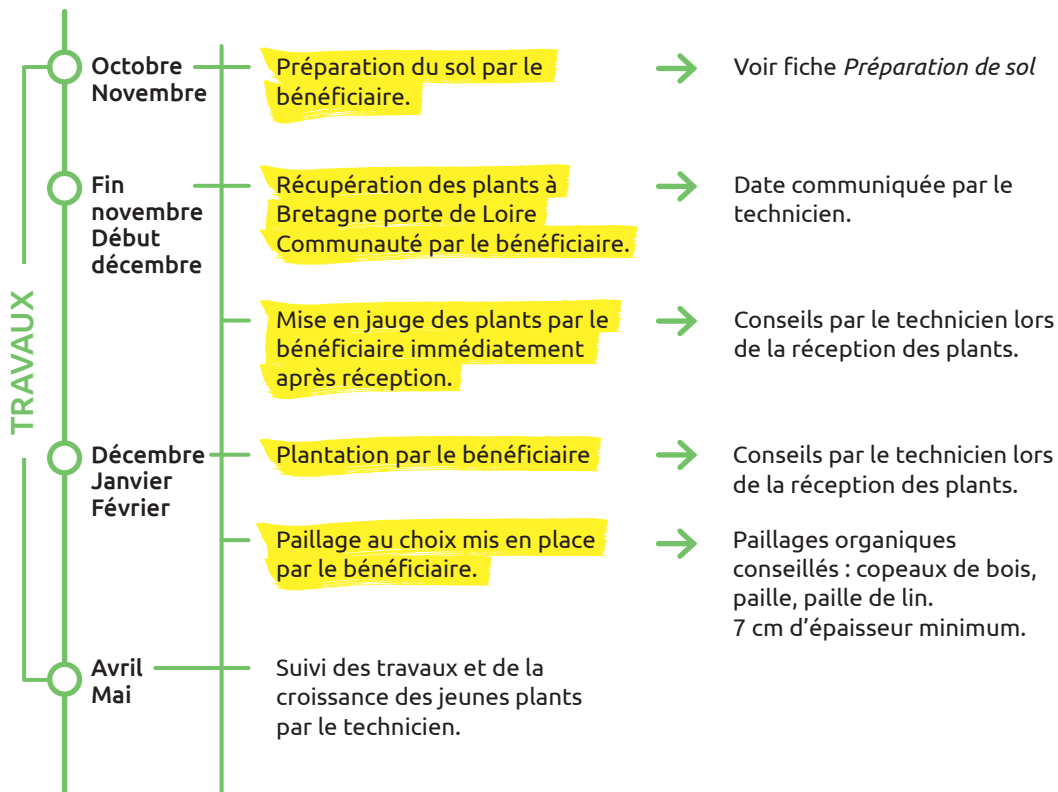 TRAVAUX
Octobre
Novembre
Préparation du sol par le
bénéficiaire.
Voir fiche Préparation de sol
Fin
novembre
Début
décembre
Récupération des plants à
Bretagne porte de Loire
Communauté par le bénéficiaire.
Date communiquée par le
technicien.
Mise en jauge des plants par le
bénéficiaire immédiatement
après réception.
Conseils par le technicien lors
de la réception des plants.
Décembre
Janvier
Février
Plantation par le bénéficiaire
Conseils par le technicien lors
de la réception des plants.
Paillage au choix mis en place
par le bénéficiaire.
Paillages organiques
conseillés : copeaux de bois,
paille, paille de lin.
7 cm d’épaisseur minimum.
Avril
Mai
Suivi des travaux et de la
croissance des jeunes plants
par le technicien.